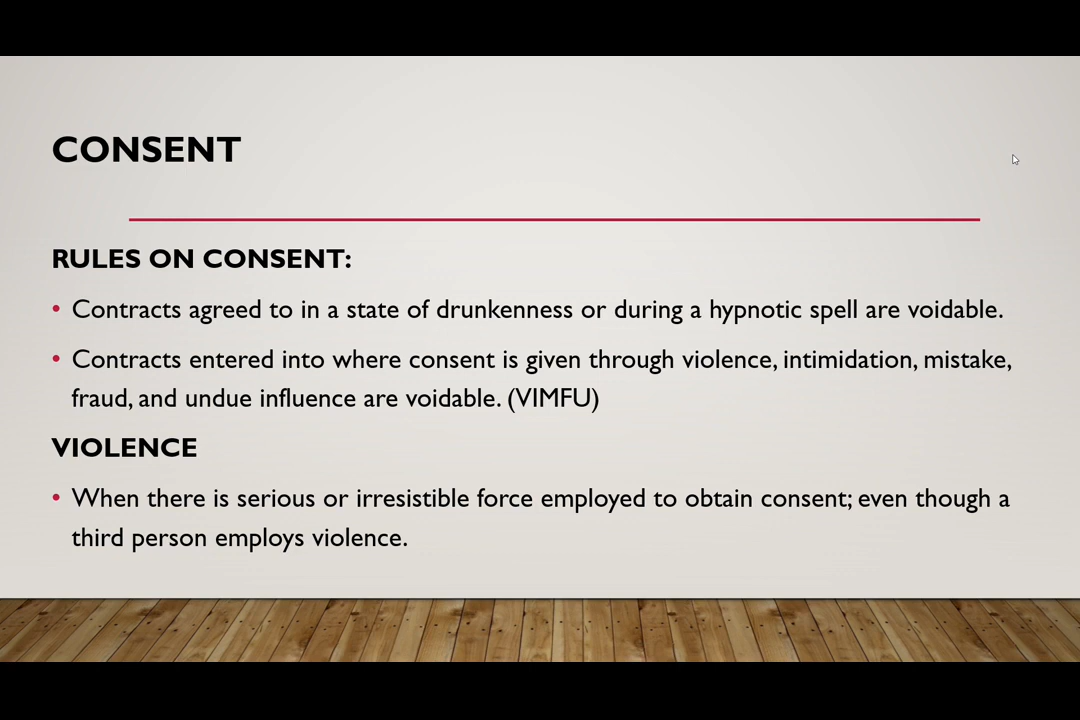 CONSENT
RULES ON CONSENT:
• Contracts agreed to in a state of drunkenness or during a hypnotic spell are voidable.
• Contracts entered into where consent is given through violence, intimidation, mistake,
fraud, and undue influence are voidable. (VIMFU)
VIOLENCE
• When there is serious or irresistible force employed to obtain consent; even though a
third person employs violence.